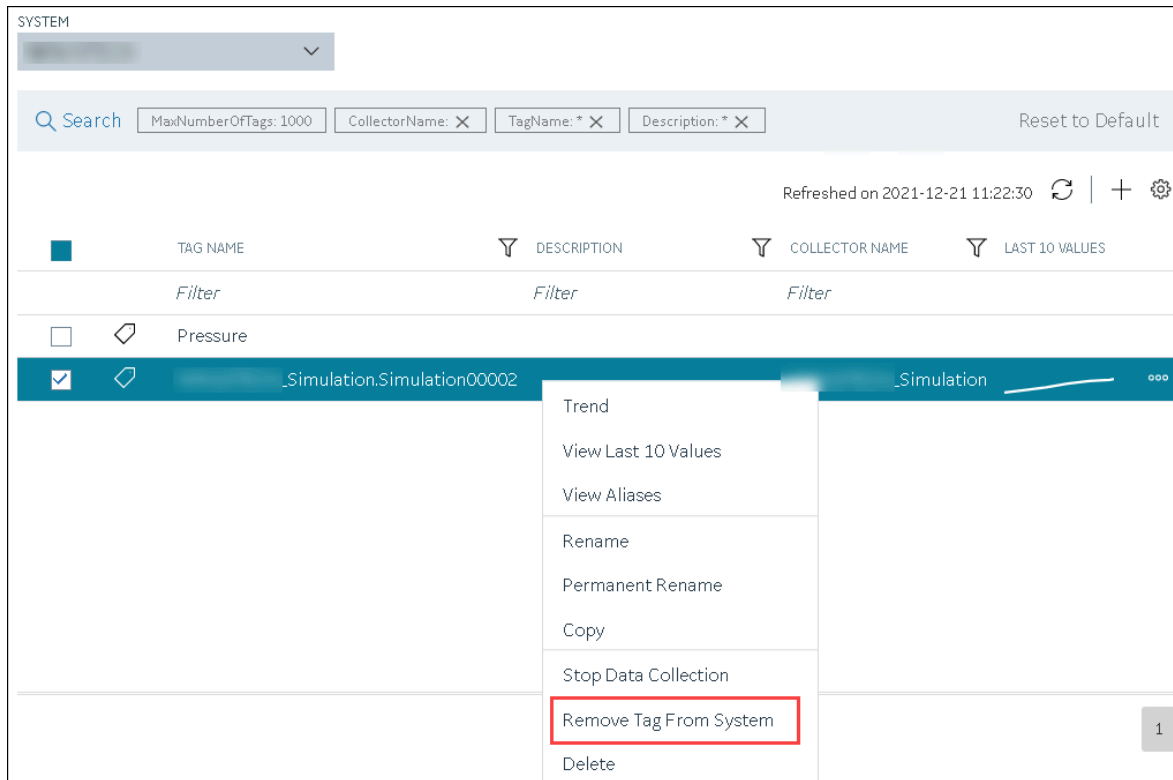 SYSTEM
Search MaxNumberOfTags: 1000 CollectorName: TagName: * Description: * Reset to Default
Refreshed on 2021-12-21 11:22:30
TAG NAME DESCRIPTION COLLECTOR NAME LAST 10 VALUES
Filter Filter Filter
Pressure
_Simulation.Simulation00002 _Simulation
Trend
View Last 10 Values
View Aliases
Rename
Permanent Rename
Copy
Stop Data Collection
Remove Tag From System
1
Delete